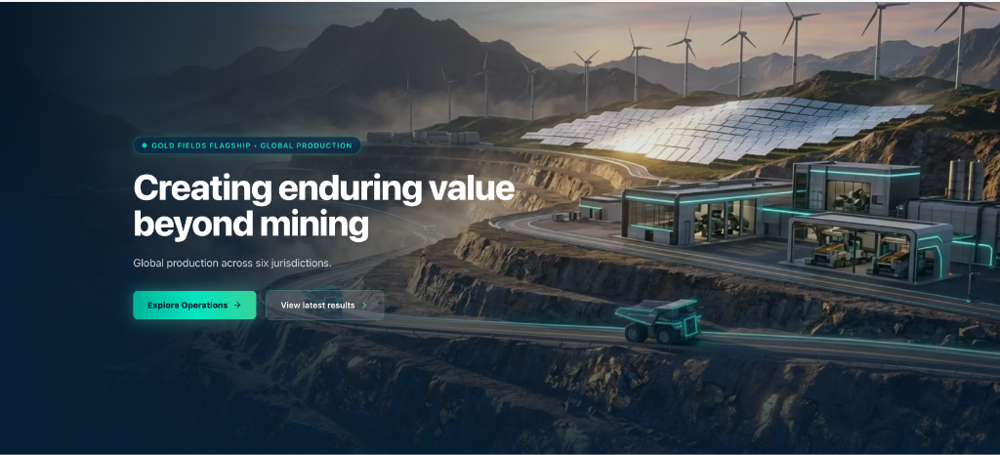 GOLD FIELDS FLAGSHIP • GLOBAL PRODUCTION
Creating enduring value
beyond mining
Global production across six jurisdictions.
Explore Operations →
View latest results >